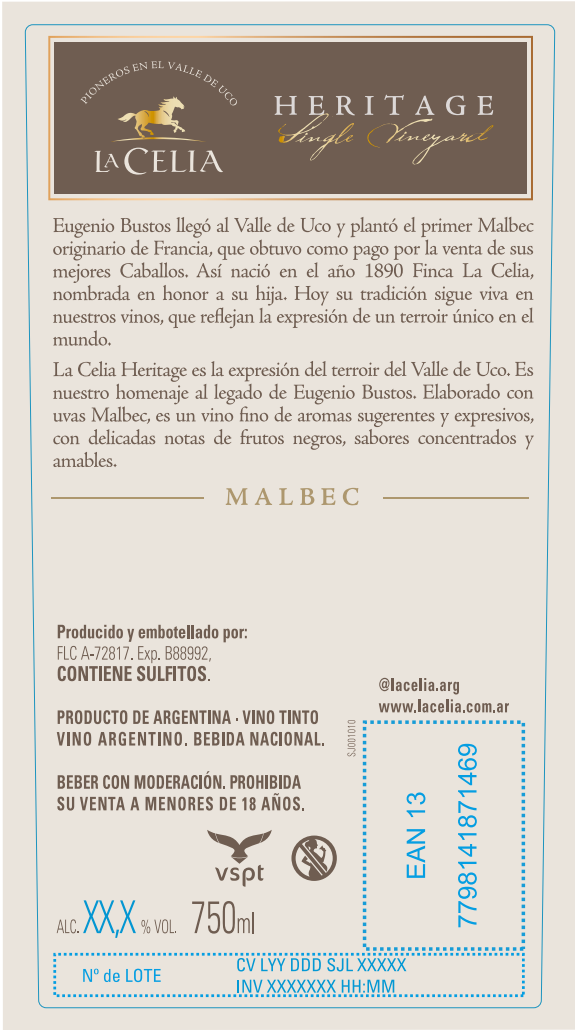 PIONEROS EN EL VALLE DE UCO
LA CELIA
HERITAGE
Single Vineyard
Eugenio Bustos llegó al Valle de Uco y plantó el primer Malbec
originario de Francia, que obtuvo como pago por la venta de sus
mejores Caballos. Así nació en el año 1890 Finca La Celia,
nombrada en honor a su hija. Hoy su tradición sigue viva en
nuestros vinos, que reflejan la expresión de un terroir único en el
mundo.
La Celia Heritage es la expresión del terroir del Valle de Uco. Es
nuestro homenaje al legado de Eugenio Bustos. Elaborado con
uvas Malbec, es un vino fino de aromas sugerentes y expresivos,
con delicadas notas de frutos negros, sabores concentrados y
amables.
MALBEC
Producido y embotellado por:
FLC A-72817. Exp. B88992,
CONTIENE SULFITOS.
PRODUCTO DE ARGENTINA · VINO TINTO
VINO ARGENTINO. BEBIDA NACIONAL.
BEBER CON MODERACIÓN. PROHIBIDA
SU VENTA A MENORES DE 18 AÑOS.
vspt
ALC. XX,X % VOL. 750ml
@lacelia.arg
www.lacelia.com.ar
SJ001010
EAN 13
7798141871469
Nº de LOTE
CV LYY DDD SJL XXXXX
INV XXXXXXX HH:MM